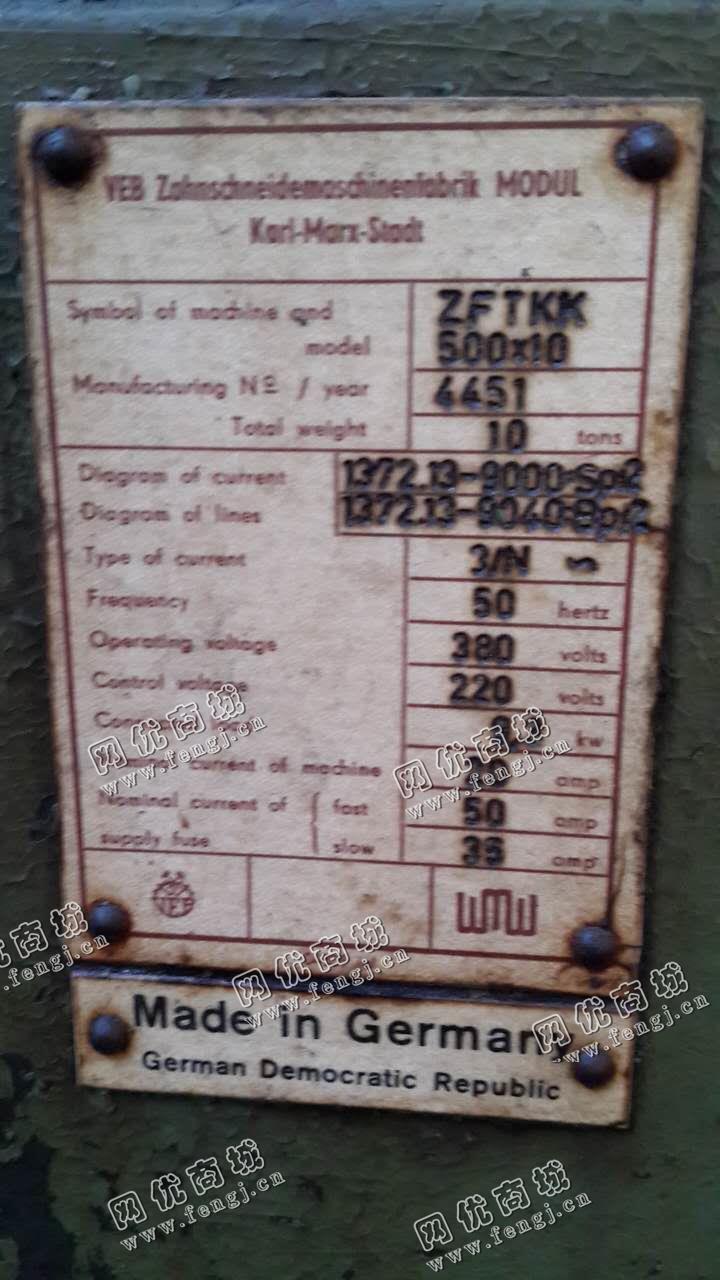 VEB Zahnschneidemaschinenfabrik MODUL
Karl-Marx-Stadt
Symbol of machine and model ZFTKK 500x10
Manufacturing No / year 4451
Total weight 10 tons
Diagram of current 1372.13-9000:Sp:2
Diagram of lines 1372.13-9040:Bp:2
Type of current 3/N ~
Frequency 50 hertz
Operating voltage 380 volts
Control voltage 220 volts
kw
current of machine amp
Nominal current of supply fuse { fast 50 amp
slow 35 amp
WMW
Made in German
German Democratic Republic
网优商城
www.fengj.cn
网优商城
www.fengj.cn
优商城
www.fengj.cn
网优商城
www.fengj.cn
网优商城
www.fengj.cn
网优商城
www.fengj.cn
网优商城
www.fengj.cn